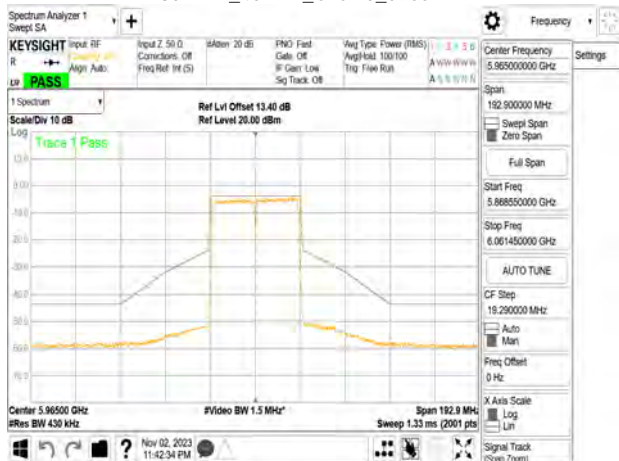 Spectrum Analyzer 1
Swept SA
Frequency
KEYSIGHT
Input: RF
Align: Auto
Input Z: 50 Ω
Corrections: Off
Freq Ref: Int (S)
#Atten: 20 dB
PNO: Fast
Gate: Off
IF Gain: Low
Sig Track: Off
Avg Type: Power (RMS)
Avg|Hold: 100/100
Trig: Free Run
PASS
1 Spectrum
Scale/Div 10 dB
Ref Lvl Offset 13.40 dB
Ref Level 20.00 dBm
Log
Trace 1 Pass
Center 5.96500 GHz
#Res BW 430 kHz
#Video BW 1.5 MHz*
Span 192.9 MHz
Sweep 1.33 ms (2001 pts
Nov 02, 2023
11:42:34 PM
Center Frequency
5.965000000 GHz
Settings
Span
192.900000 MHz
Swept Span
Zero Span
Full Span
Start Freq
5.868550000 GHz
Stop Freq
6.061450000 GHz
AUTO TUNE
CF Step
19.290000 MHz
Auto
Man
Freq Offset
0 Hz
X Axis Scale
Log
Lin
Signal Track
(Span Zoom)